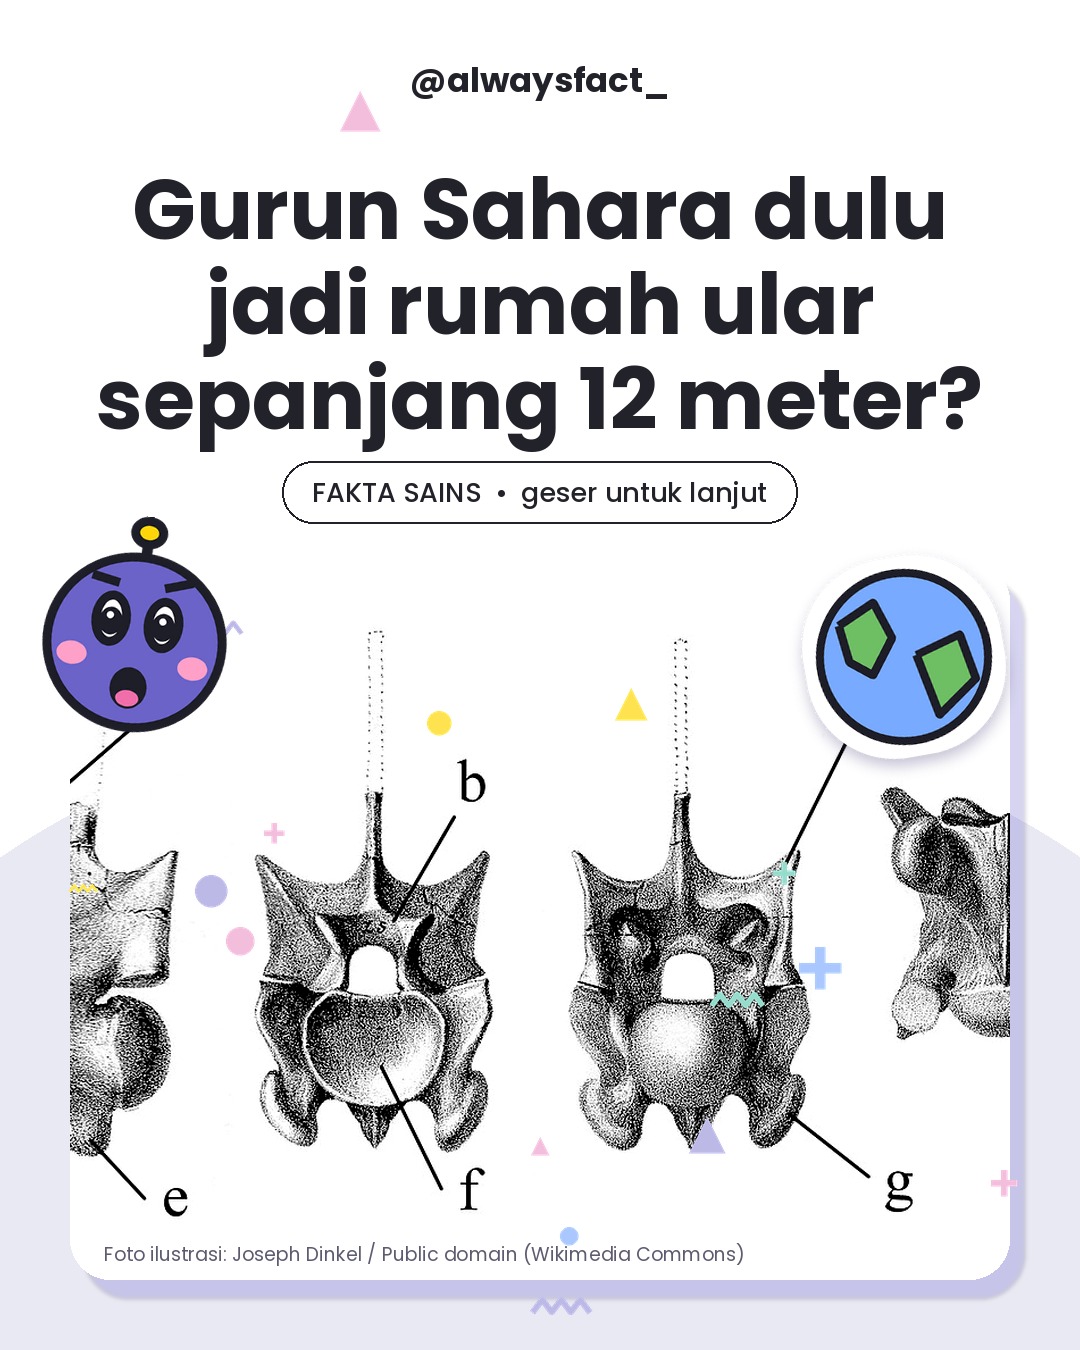 @alwaysfact_
Gurun Sahara dulu
jadi rumah ular
sepanjang 12 meter?
FAKTA SAINS • geser untuk lanjut
b
e
f
g
Foto ilustrasi: Joseph Dinkel / Public domain (Wikimedia Commons)